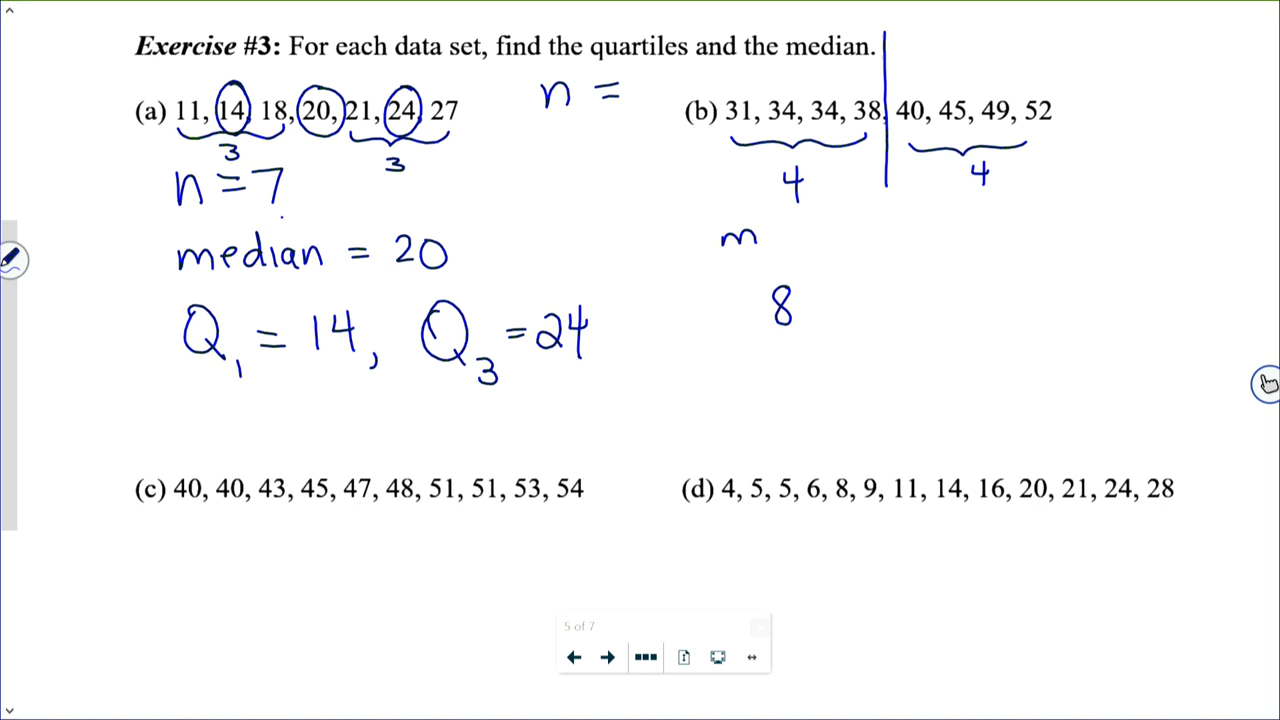 Exercise #3: For each data set, find the quartiles and the median.
(a) 11, 14, 18, 20, 21, 24, 27
n =
(b) 31, 34, 34, 38, 40, 45, 49, 52
3
3
4
4
n = 7
median = 20
m
8
Q1 = 14, Q3 = 24
(c) 40, 40, 43, 45, 47, 48, 51, 51, 53, 54
(d) 4, 5, 5, 6, 8, 9, 11, 14, 16, 20, 21, 24, 28
5 of 7